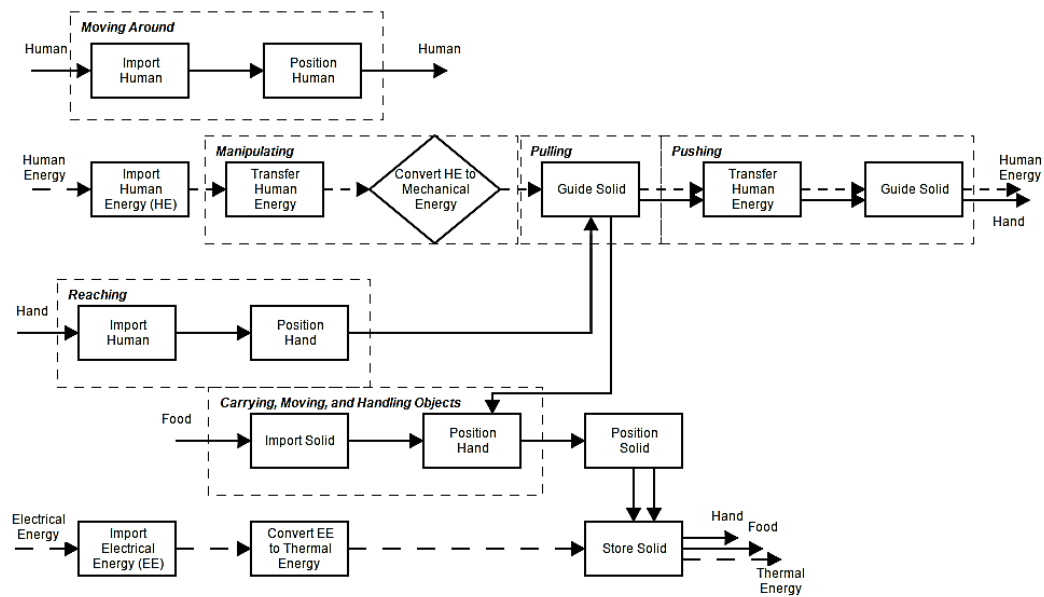 Moving Around
Human
Import
Human
Position
Human
Human
Human
Energy
Import
Human
Energy (HE)
Manipulating
Transfer
Human
Energy
Convert HE to
Mechanical
Energy
Pulling
Guide Solid
Pushing
Transfer
Human
Energy
Guide Solid
Human
Energy
Hand
Reaching
Hand
Import
Human
Position
Hand
Carrying, Moving, and Handling Objects
Food
Import Solid
Position
Hand
Position
Solid
Electrical
Energy
Import
Electrical
Energy (EE)
Convert EE
to Thermal
Energy
Store Solid
Hand
Food
Thermal
Energy